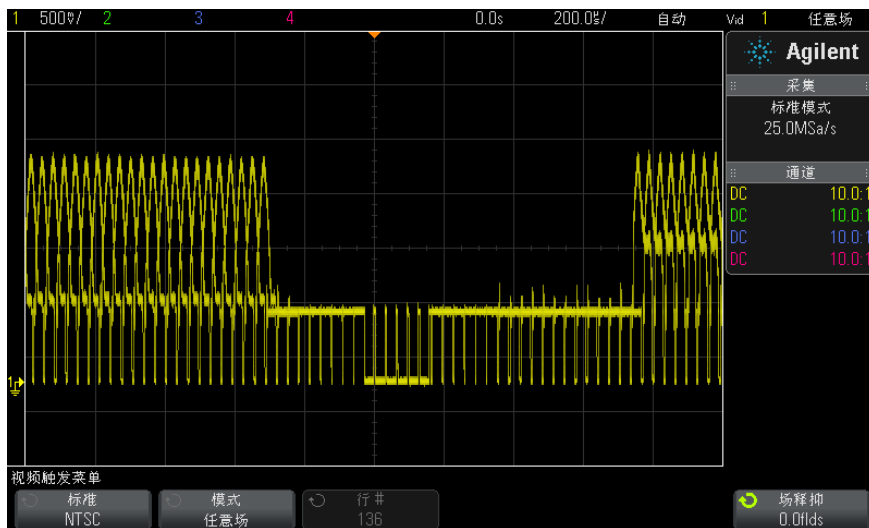 1 500♉/ 2 3 4 0.0s 200.0㎲/ 自动 Vid 1 任意场
Agilent
采集
标准模式
25.0MSa/s
通道
DC 10.0:1
DC 10.0:1
DC 10.0:1
DC 10.0:1
1
视频触发菜单
标准
NTSC
模式
任意场
行#
136
场释抑
0.0flds